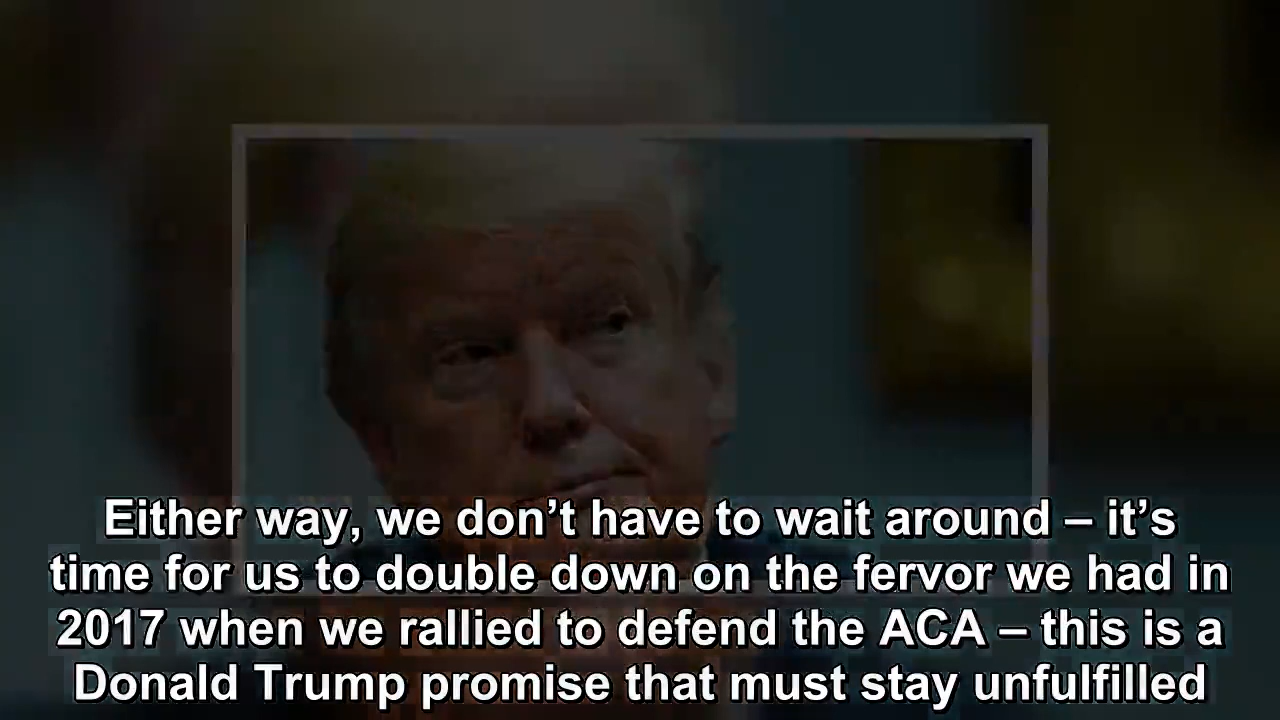 Either way, we don’t have to wait around – it’s
time for us to double down on the fervor we had in
2017 when we rallied to defend the ACA – this is a
Donald Trump promise that must stay unfulfilled